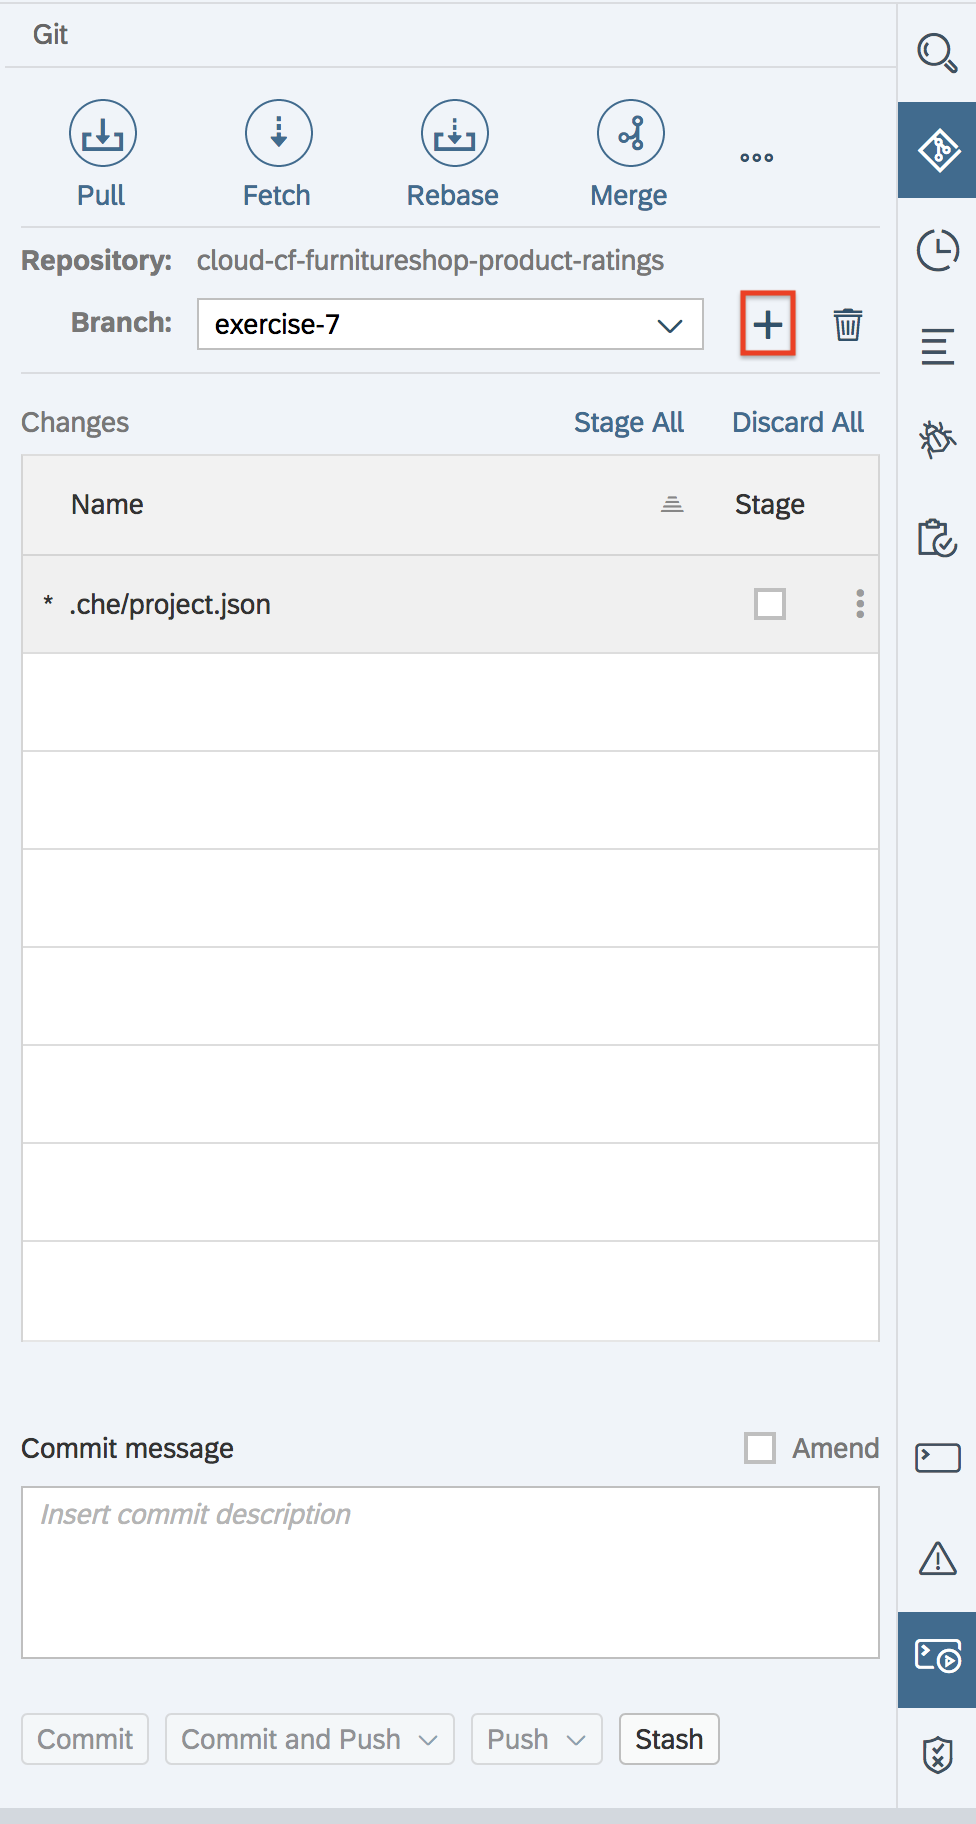 Git
Pull Fetch Rebase Merge
Repository: cloud-cf-furnitureshop-product-ratings
Branch: exercise-7
Changes Stage All Discard All
Name Stage
* .che/project.json
Commit message Amend
Insert commit description
Commit Commit and Push Push Stash